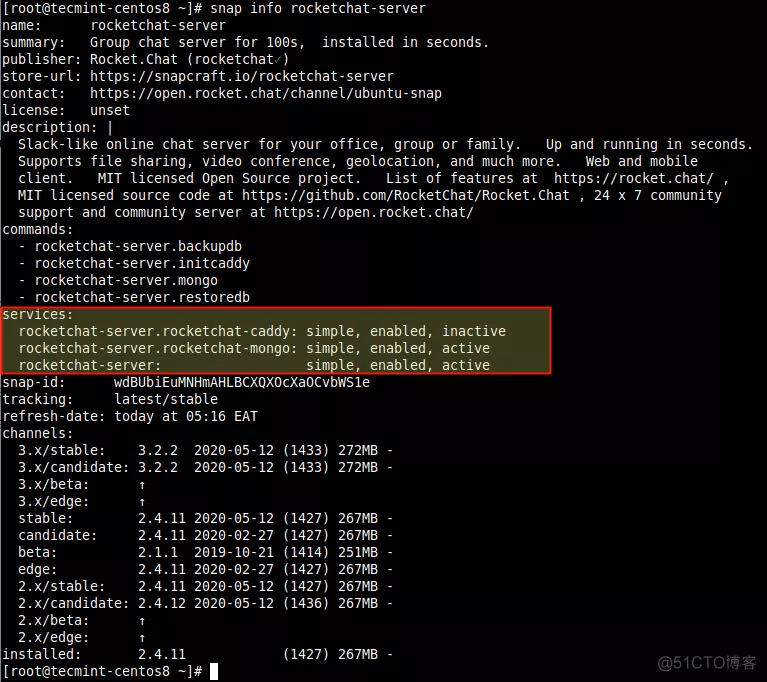 [root@tecmint-centos8 ~]# snap info rocketchat-server
name:      rocketchat-server
summary:   Group chat server for 100s,  installed in seconds.
publisher: Rocket.Chat (rocketchat✓)
store-url: https://snapcraft.io/rocketchat-server
contact:   https://open.rocket.chat/channel/ubuntu-snap
license:   unset
description: |
  Slack-like online chat server for your office, group or family.   Up and running in seconds.
  Supports file sharing, video conference, geolocation, and much more.   Web and mobile
  client.   MIT licensed Open Source project.   List of features at  https://rocket.chat/ ,
  MIT licensed source code at https://github.com/RocketChat/Rocket.Chat , 24 x 7 community
  support and community server at https://open.rocket.chat/
commands:
  - rocketchat-server.backupdb
  - rocketchat-server.initcaddy
  - rocketchat-server.mongo
  - rocketchat-server.restoredb
services:
  rocketchat-server.rocketchat-caddy: simple, enabled, inactive
  rocketchat-server.rocketchat-mongo: simple, enabled, active
  rocketchat-server:                  simple, enabled, active
snap-id:      wdBUbiEuMNHmAHLBCXQXOcXaOCvbWS1e
tracking:     latest/stable
refresh-date: today at 05:16 EAT
channels:
  3.x/stable:    3.2.2  2020-05-12 (1433) 272MB -
  3.x/candidate: 3.2.2  2020-05-12 (1433) 272MB -
  3.x/beta:      ↑
  3.x/edge:      ↑
  stable:        2.4.11 2020-05-12 (1427) 267MB -
  candidate:     2.4.11 2020-02-27 (1427) 267MB -
  beta:          2.1.1  2019-10-21 (1414) 251MB -
  edge:          2.4.11 2020-02-27 (1427) 267MB -
  2.x/stable:    2.4.11 2020-05-12 (1427) 267MB -
  2.x/candidate: 2.4.12 2020-05-12 (1436) 267MB -
  2.x/beta:      ↑
  2.x/edge:      ↑
installed:       2.4.11            (1427) 267MB -
[root@tecmint-centos8 ~]#
@51CTO博客